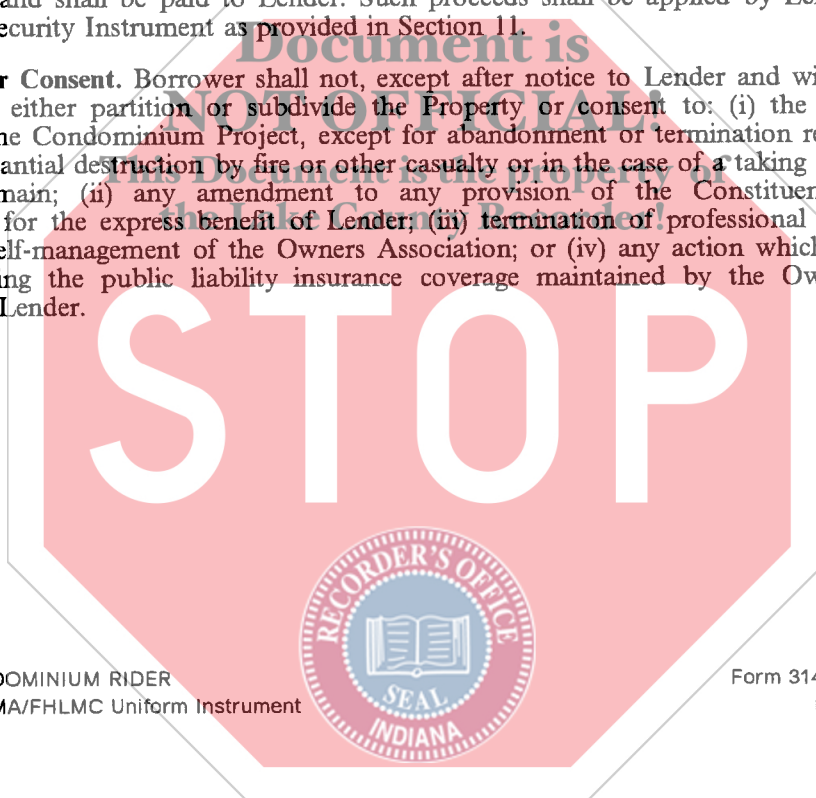 and shall be paid to Lender. Such proceeds shall be applied by Le
ecurity Instrument as provided in Section 11.
r Consent. Borrower shall not, except after notice to Lender and wi
either partition or subdivide the Property or consent to: (i) the
he Condominium Project, except for abandonment or termination re
antial destruction by fire or other casualty or in the case of a taking
main; (ii) any amendment to any provision of the Constituen
for the express benefit of Lender; (iii) termination of professional
elf-management of the Owners Association; or (iv) any action which
ing the public liability insurance coverage maintained by the Ow
Lender.
Document is
NOT OFFICIAL!
This Document is the property of
the Lake County Recorder!
STOP
RECORDER'S OFFICE
SEAL
INDIANA
DOMINIUM RIDER
MA/FHLMC Uniform Instrument
Form 314